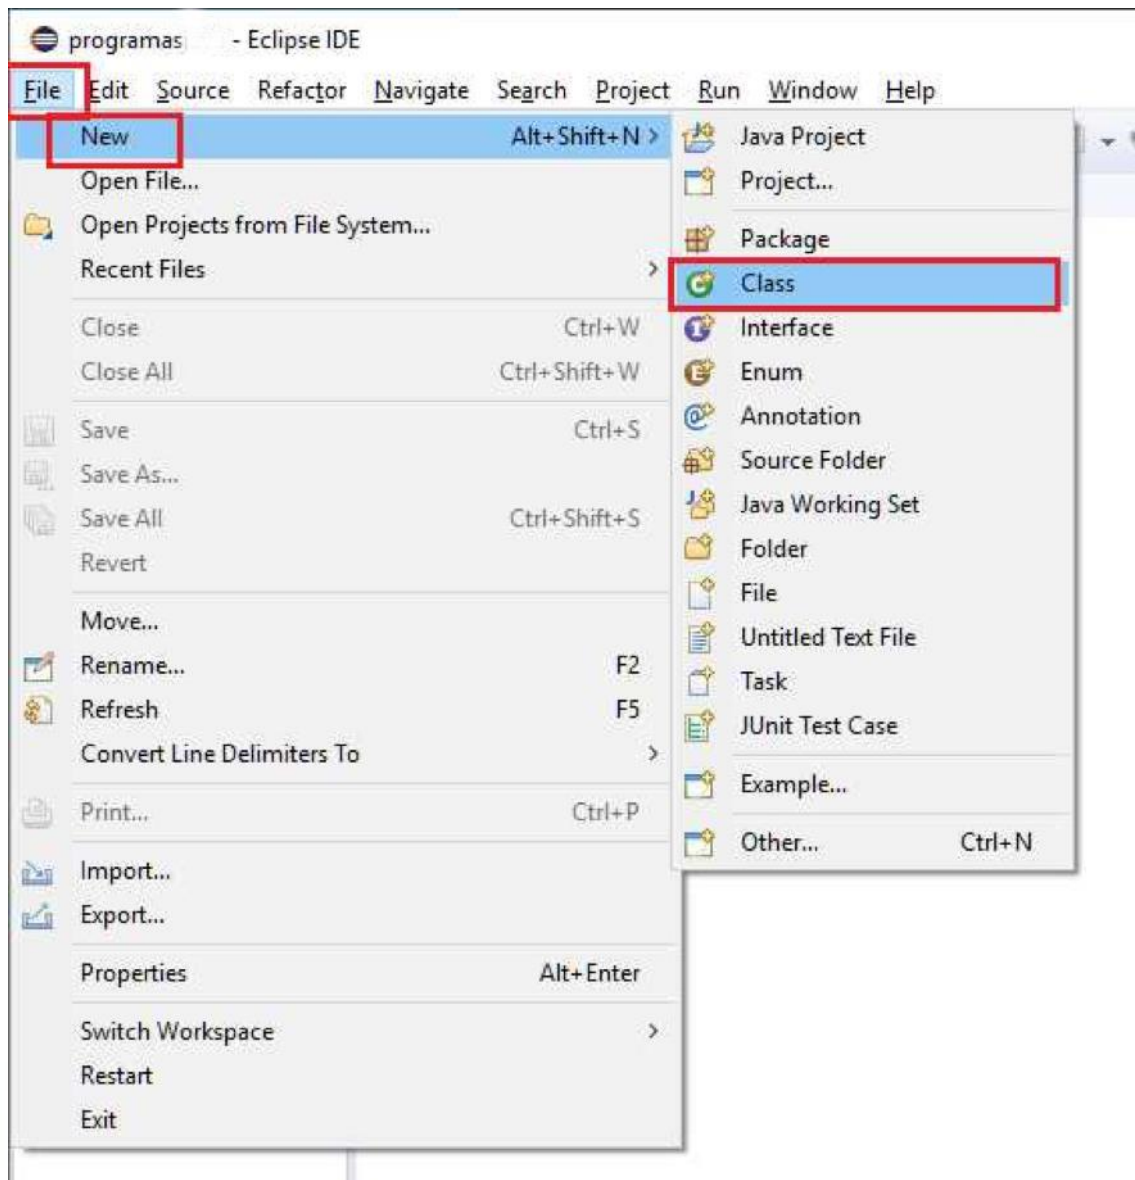 programas - Eclipse IDE
File Edit Source Refactor Navigate Search Project Run Window Help
New Alt+Shift+N >
Open File...
Open Projects from File System...
Recent Files >
Close Ctrl+W
Close All Ctrl+Shift+W
Save Ctrl+S
Save As...
Save All Ctrl+Shift+S
Revert
Move...
Rename... F2
Refresh F5
Convert Line Delimiters To >
Print... Ctrl+P
Import...
Export...
Properties Alt+Enter
Switch Workspace >
Restart
Exit
Java Project
Project...
Package
Class
Interface
Enum
Annotation
Source Folder
Java Working Set
Folder
File
Untitled Text File
Task
JUnit Test Case
Example...
Other... Ctrl+N